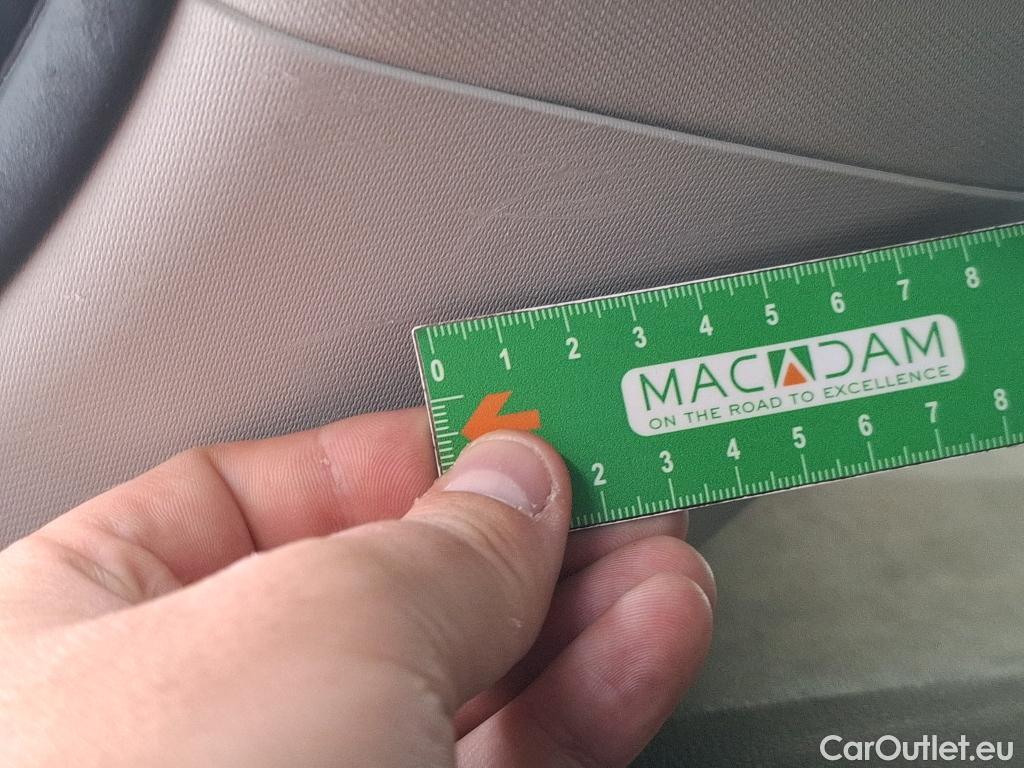 0 1 2 3 4 5 6 7 8
MACADAM
ON THE ROAD TO EXCELLENCE
2 3 4 5 6 7 8
CarOutlet.eu